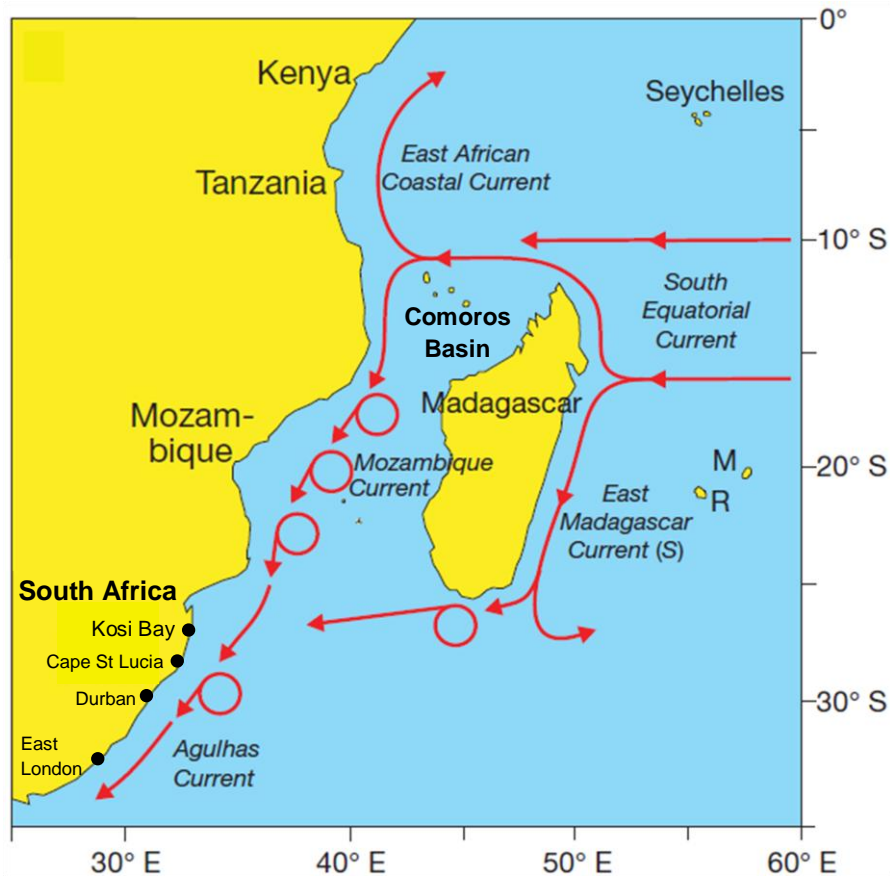 0°
Kenya
Seychelles
East African
Coastal Current
Tanzania
10° S
South
Equatorial
Current
Comoros
Basin
Madagascar
Mozam-
bique
Mozambique
Current
20° S
M
R
East
Madagascar
Current (S)
South Africa
Kosi Bay
Cape St Lucia
Durban
30° S
East
London
Agulhas
Current
30° E
40° E
50° E
60° E